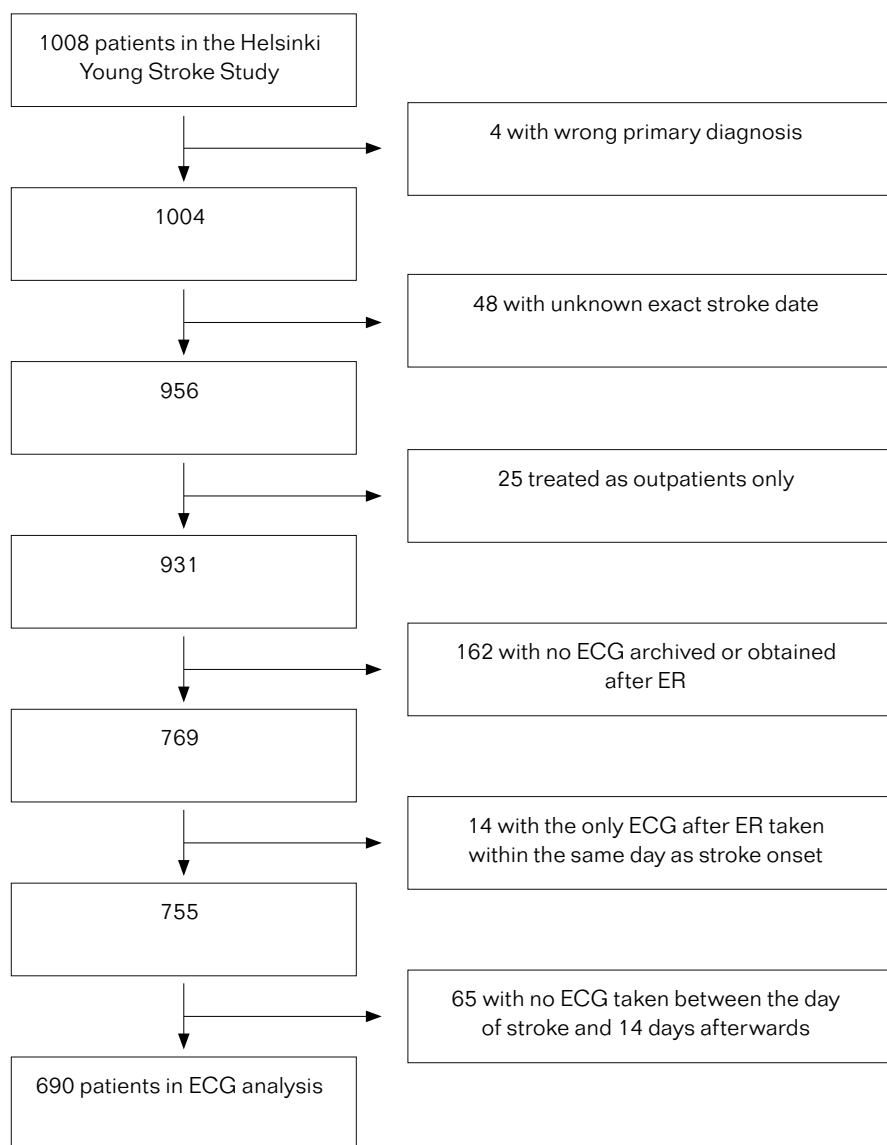 1008 patients in the Helsinki
Young Stroke Study
4 with wrong primary diagnosis
1004
48 with unknown exact stroke date
956
25 treated as outpatients only
931
162 with no ECG archived or obtained
after ER
769
14 with the only ECG after ER taken
within the same day as stroke onset
755
65 with no ECG taken between the day
of stroke and 14 days afterwards
690 patients in ECG analysis